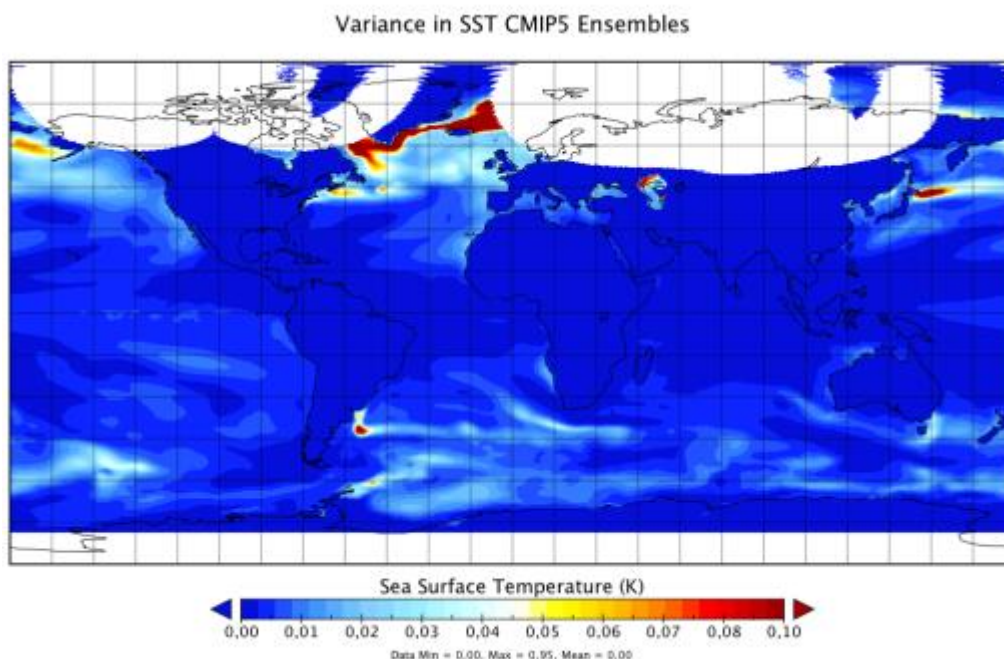 Variance in SST CMIP5 Ensembles
Sea Surface Temperature (K)
0,00 0,01 0,02 0,03 0,04 0,05 0,06 0,07 0,08 0,10
Data Min = 0.00, Max = 0.95, Mean = 0.00